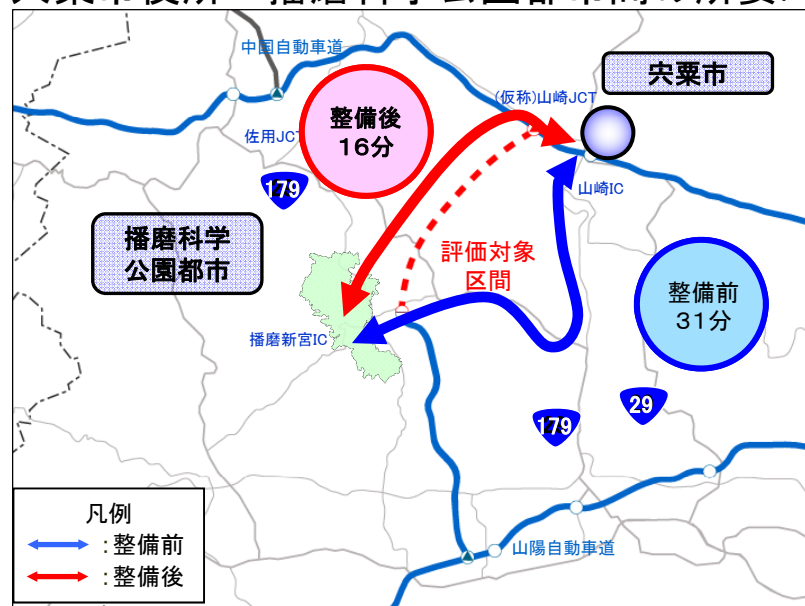 中国自動車道
(仮称)山崎JCT
宍粟市
整備後
16分
佐用JCT
179
山崎IC
播磨科学
公園都市
評価対象
区間
整備前
31分
播磨新宮IC
29
179
凡例
:整備前
:整備後
山陽自動車道